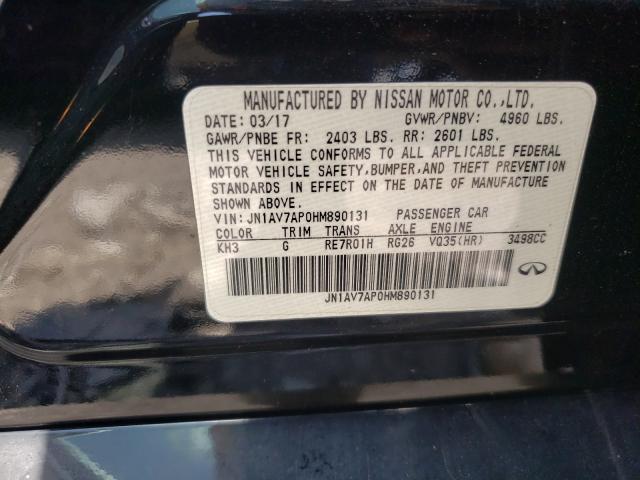 MANUFACTURED BY NISSAN MOTOR CO.,LTD.
DATE: 03/17 GVWR/PNBV: 4960 LBS.
GAWR/PNBE FR: 2403 LBS. RR: 2601 LBS.
THIS VEHICLE CONFORMS TO ALL APPLICABLE FEDERAL
MOTOR VEHICLE SAFETY, BUMPER, AND THEFT PREVENTION
STANDARDS IN EFFECT ON THE DATE OF MANUFACTURE
SHOWN ABOVE.
VIN: JN1AV7AP0HM890131 PASSENGER CAR
COLOR TRIM TRANS AXLE ENGINE
KH3 G RE7R01H RG26 VQ35(HR) 3498CC
JN1AV7AP0HM890131